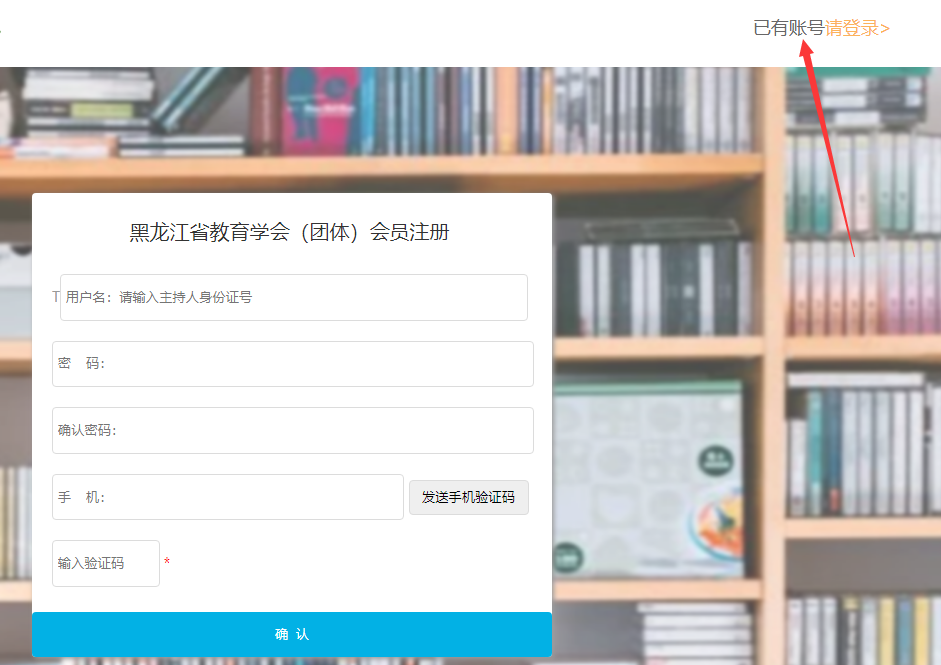 已有账号请登录>
黑龙江省教育学会（团体）会员注册
T 用户名：请输入主持人身份证号
密　码：
确认密码：
手　机：
发送手机验证码
输入验证码 *
确 认